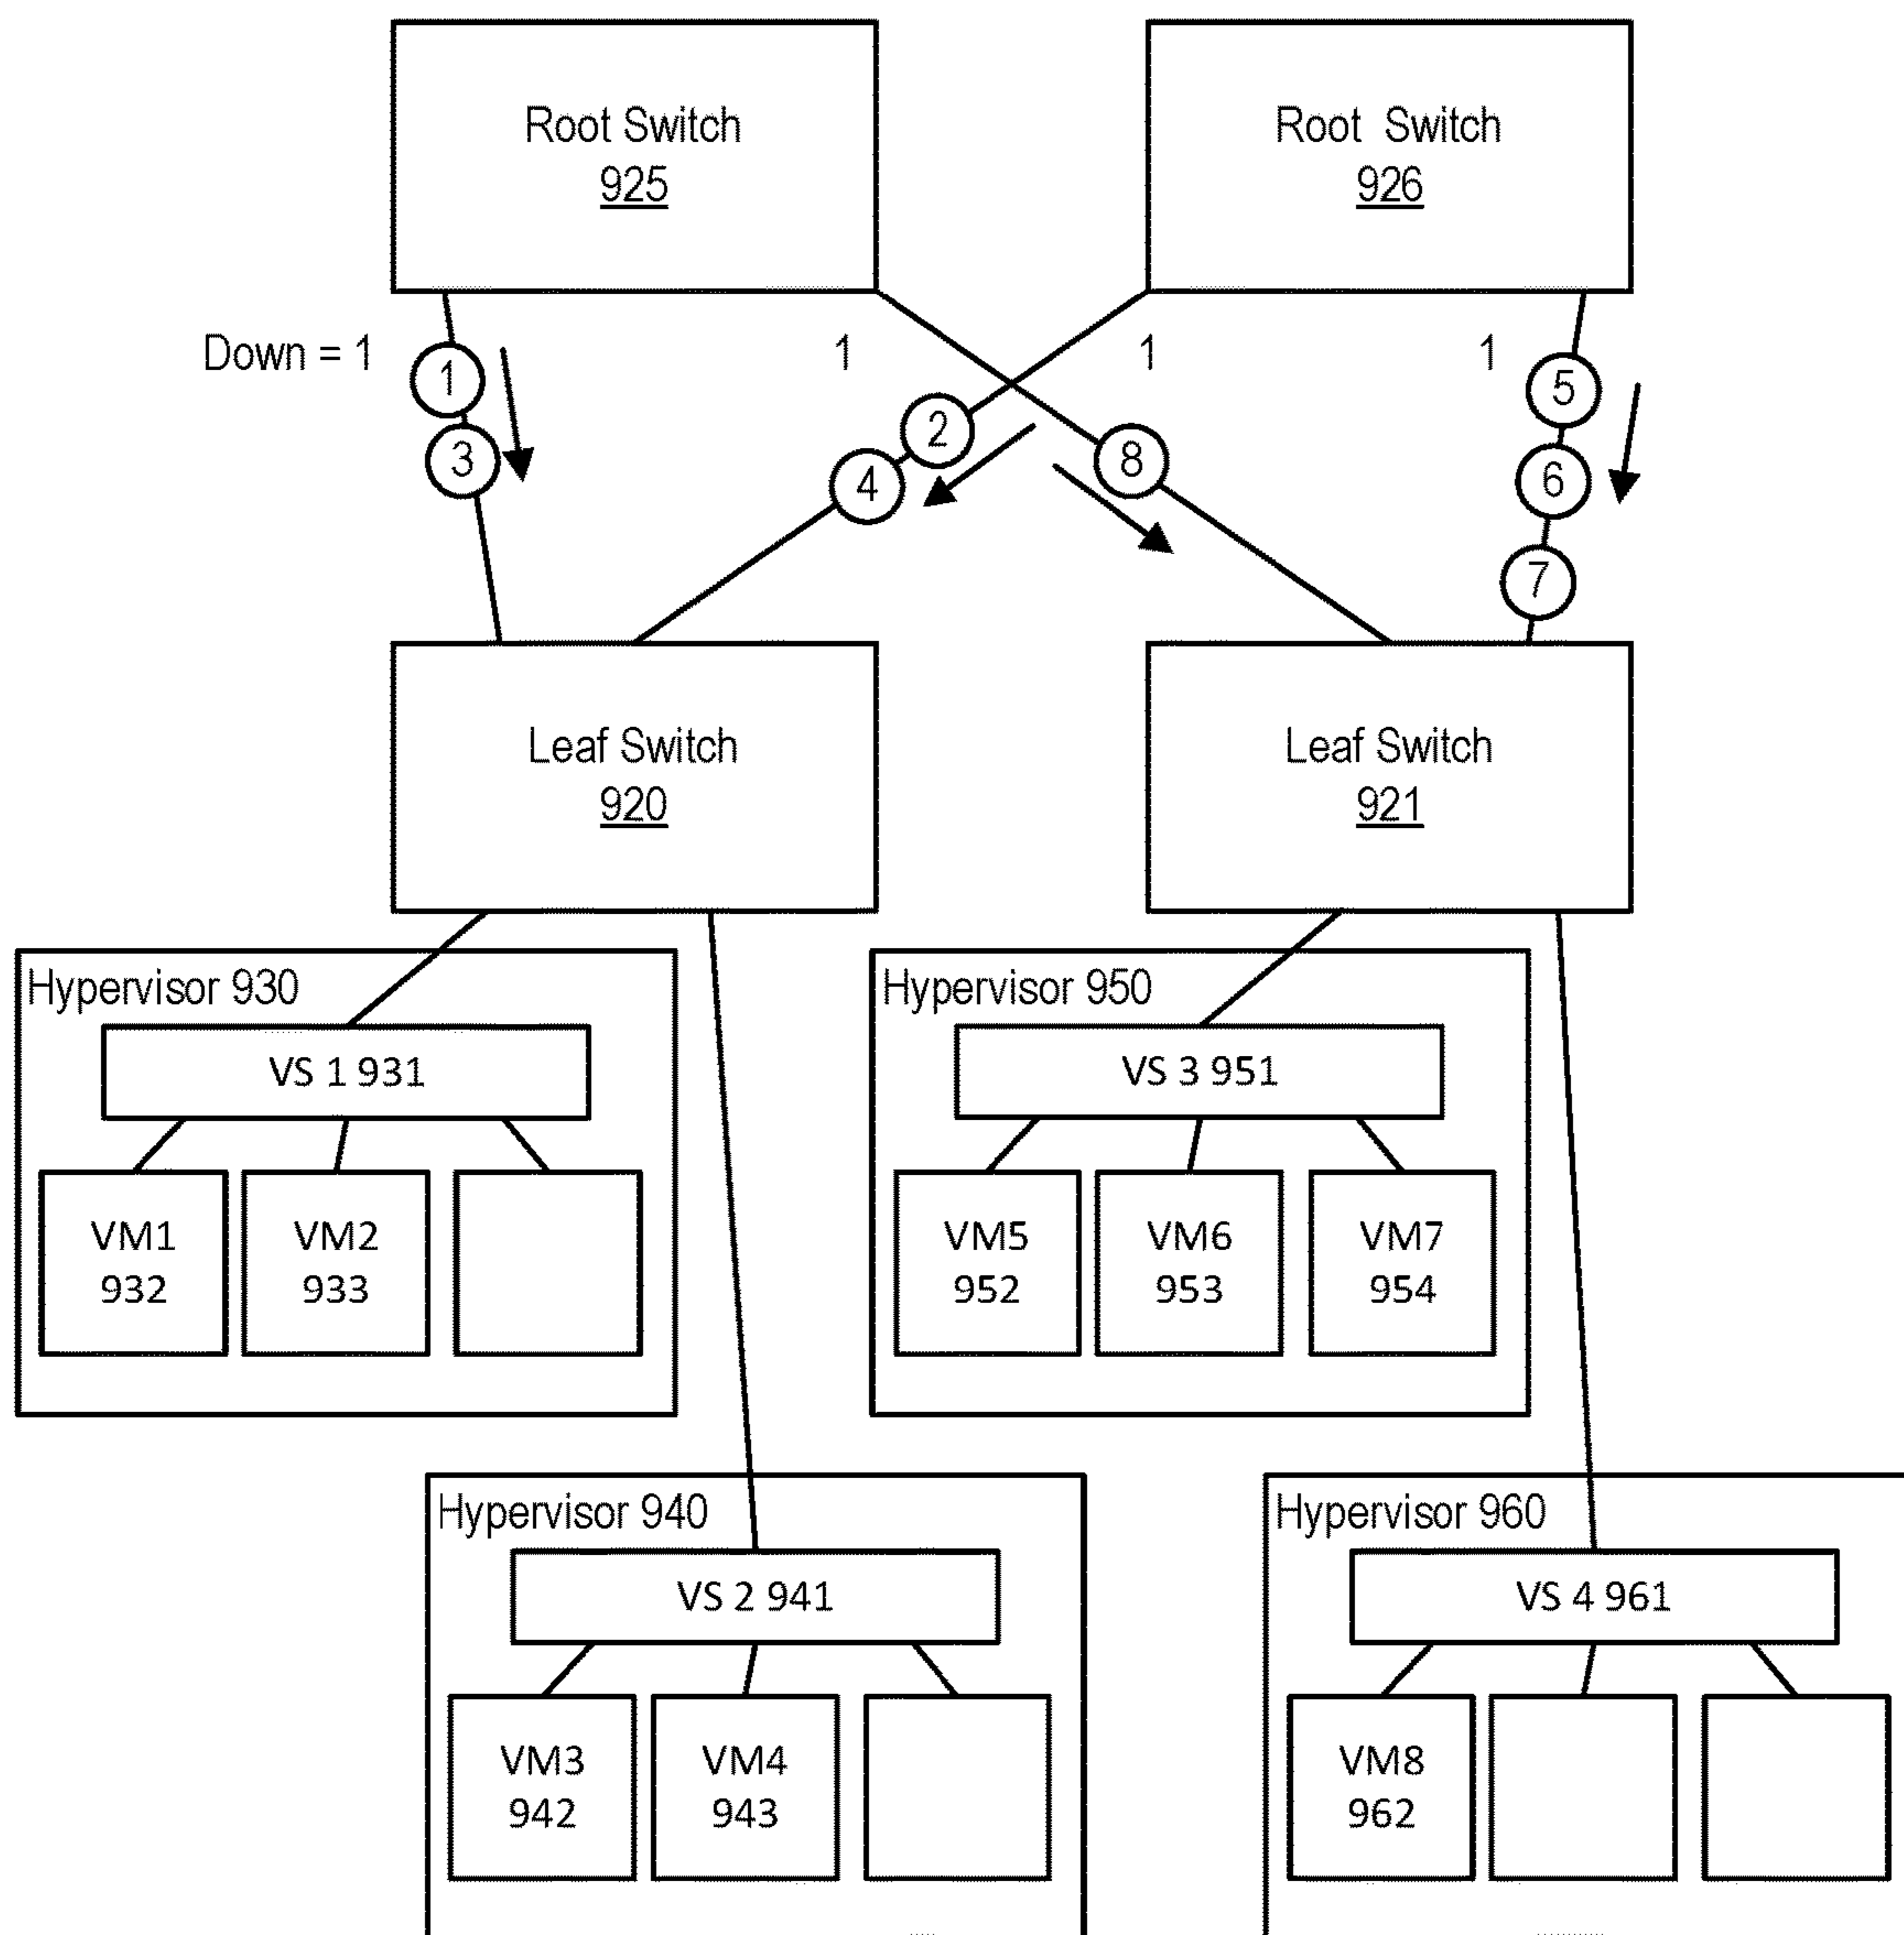 Root Switch
925
Root Switch
926
Down = 1
1
1
1
1
3
2
4
8
5
6
7
Leaf Switch
920
Leaf Switch
921
Hypervisor 930
VS 1 931
VM1
932
VM2
933
Hypervisor 950
VS 3 951
VM5
952
VM6
953
VM7
954
Hypervisor 940
VS 2 941
VM3
942
VM4
943
Hypervisor 960
VS 4 961
VM8
962